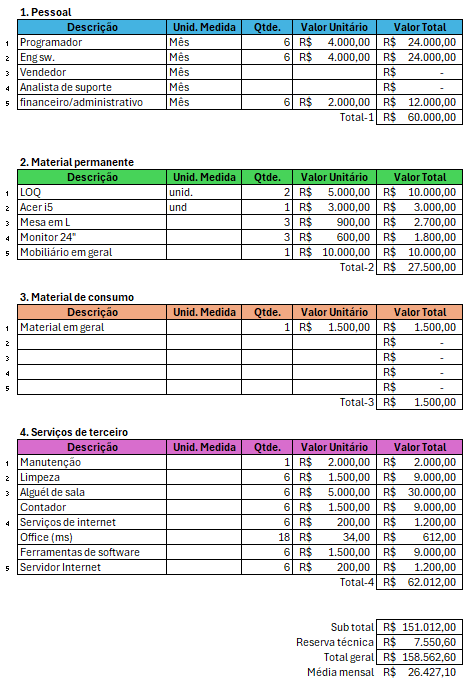 1. Pessoal
Descrição Unid. Medida Qtde. Valor Unitário Valor Total
1 Programador Mês 6 R$ 4.000,00 R$ 24.000,00
2 Eng sw. Mês 6 R$ 4.000,00 R$ 24.000,00
3 Vendedor Mês R$ -
4 Analista de suporte Mês R$ -
5 financeiro/administrativo Mês 6 R$ 2.000,00 R$ 12.000,00
Total-1 R$ 60.000,00
2. Material permanente
Descrição Unid. Medida Qtde. Valor Unitário Valor Total
1 LOQ unid. 2 R$ 5.000,00 R$ 10.000,00
2 Acer i5 und 1 R$ 3.000,00 R$ 3.000,00
3 Mesa em L 3 R$ 900,00 R$ 2.700,00
4 Monitor 24" 3 R$ 600,00 R$ 1.800,00
5 Mobiliário em geral 1 R$ 10.000,00 R$ 10.000,00
Total-2 R$ 27.500,00
3. Material de consumo
Descrição Unid. Medida Qtde. Valor Unitário Valor Total
1 Material em geral 1 R$ 1.500,00 R$ 1.500,00
2 R$ -
3 R$ -
4 R$ -
5 R$ -
Total-3 R$ 1.500,00
4. Serviços de terceiro
Descrição Unid. Medida Qtde. Valor Unitário Valor Total
1 Manutenção 1 R$ 2.000,00 R$ 2.000,00
2 Limpeza 6 R$ 1.500,00 R$ 9.000,00
3 Alguél de sala 6 R$ 5.000,00 R$ 30.000,00
Contador 6 R$ 1.500,00 R$ 9.000,00
4 Serviços de internet 6 R$ 200,00 R$ 1.200,00
Office (ms) 18 R$ 34,00 R$ 612,00
Ferramentas de software 6 R$ 1.500,00 R$ 9.000,00
5 Servidor Internet 6 R$ 200,00 R$ 1.200,00
Total-4 R$ 62.012,00
Sub total R$ 151.012,00
Reserva técnica R$ 7.550,60
Total geral R$ 158.562,60
Média mensal R$ 26.427,10